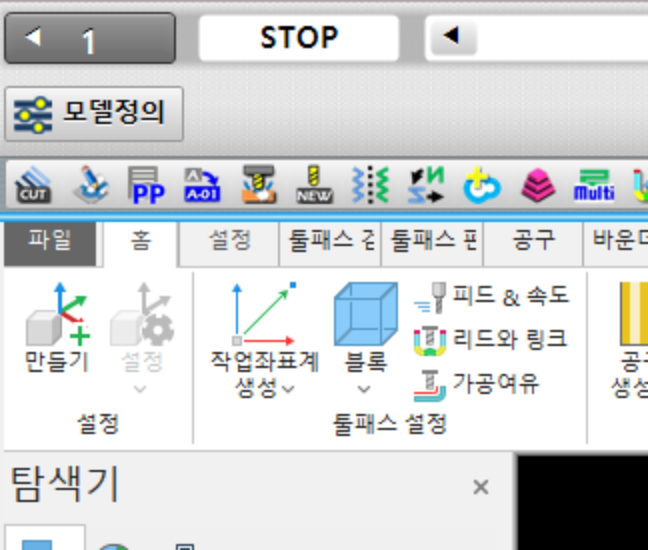 1 STOP
모델정의
CUT PP A A-01 NEW Multi
파일 홈 설정 툴패스 툴패스 공구
만들기 설정 작업좌표계 생성 블록 피드 & 속도
리드와 링크
가공여유
설정 툴패스 설정
탐색기